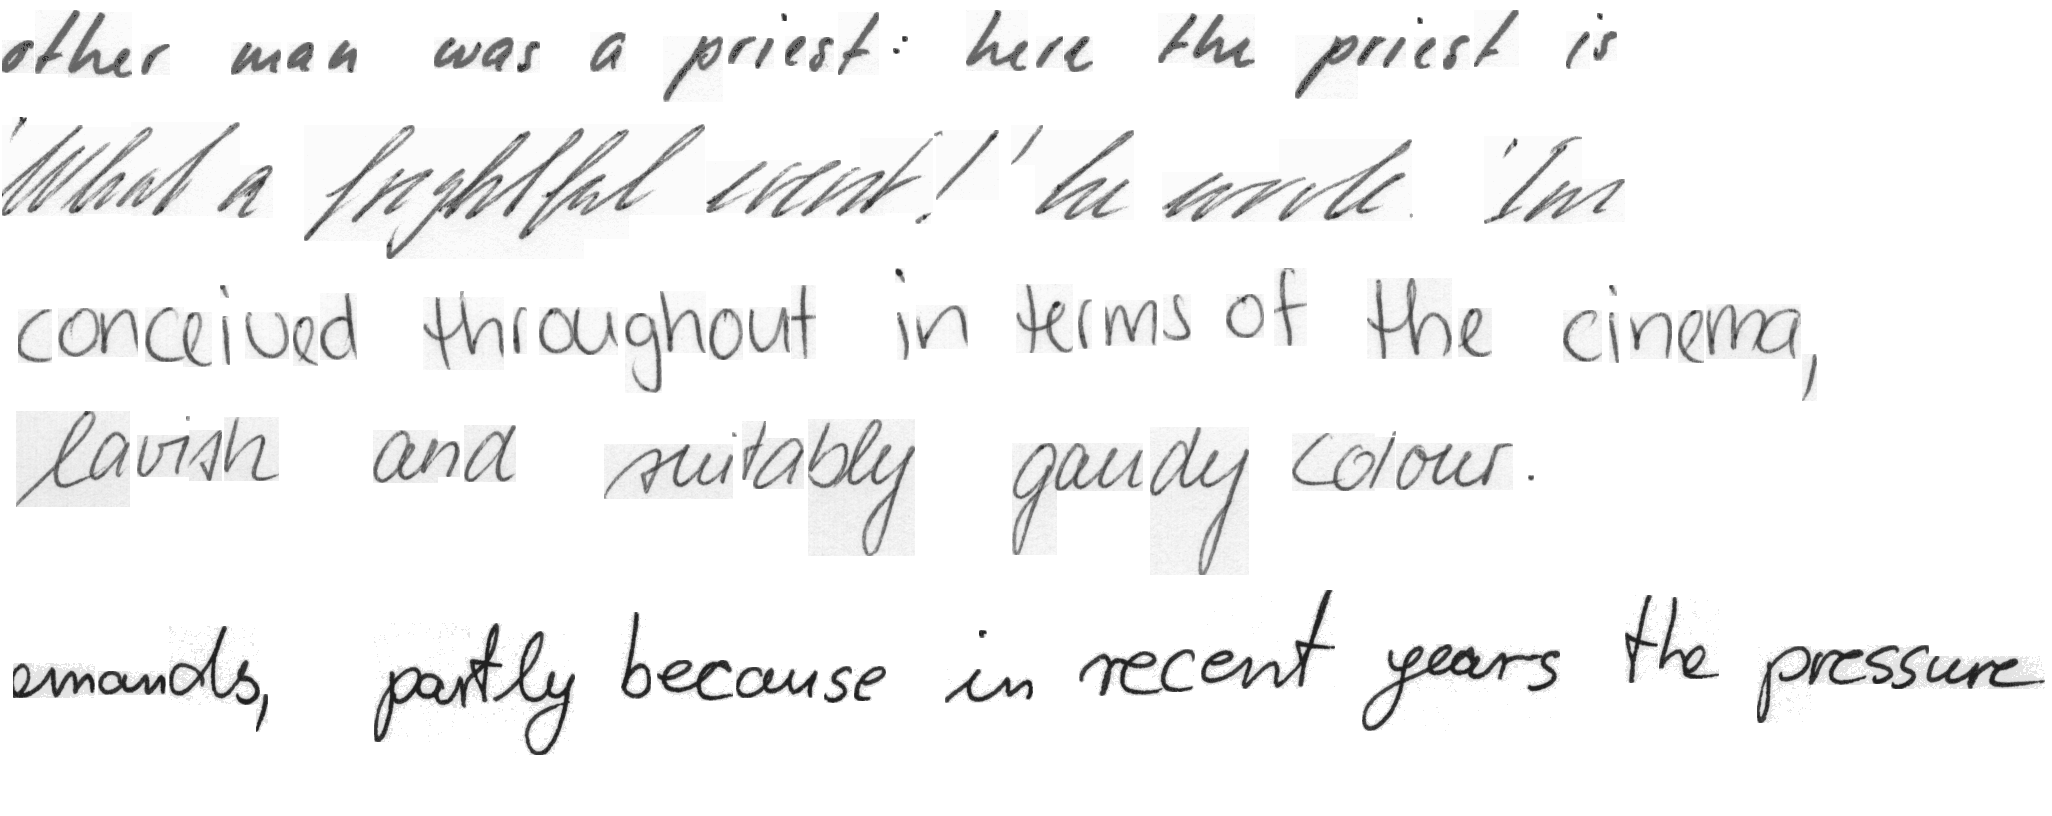 other man was a priest: here the priest is
'What a frightful event!' he wrote. 'I'm
conceived throughout in terms of the cinema,
lavish and suitably gaudy colour.
emands, partly because in recent years the pressure